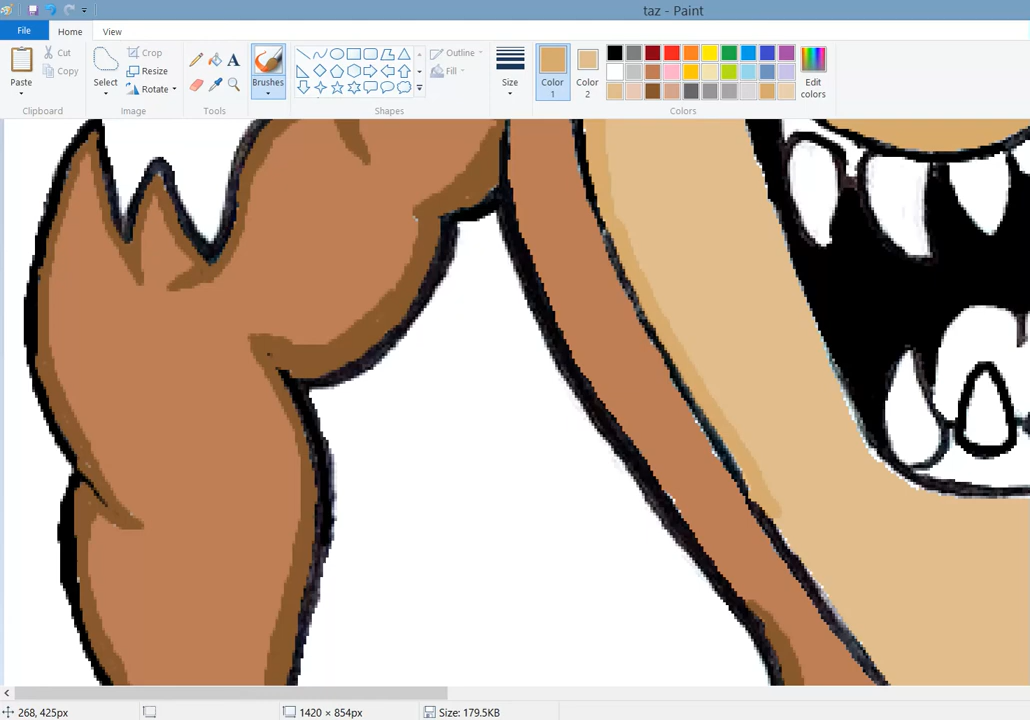 taz - Paint
File
Home
View
Paste
Cut
Copy
Clipboard
Select
Crop
Resize
Rotate
Image
A
Tools
Brushes
Outline
Fill
Shapes
Size
Color 1
Color 2
Edit colors
Colors
268, 425px
1420 × 854px
Size: 179.5KB